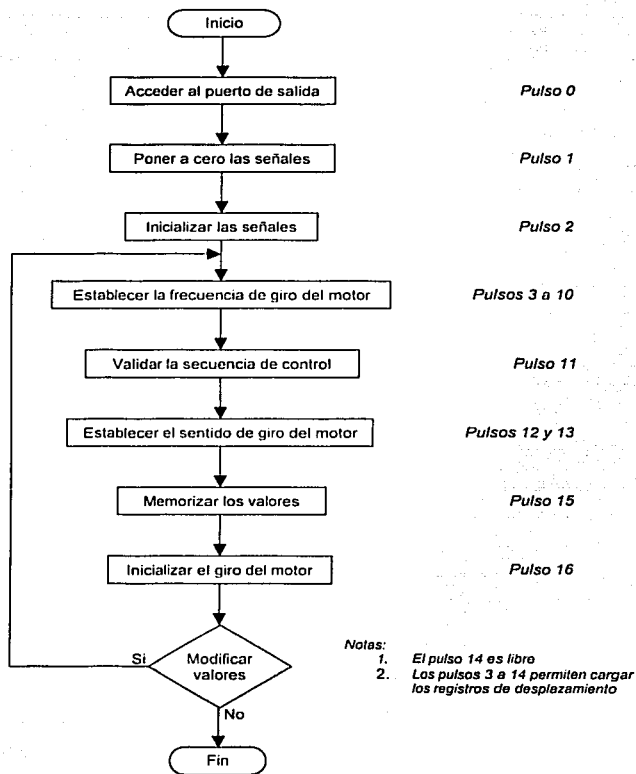 Inicio
Acceder al puerto de salida
Pulso 0
Poner a cero las señales
Pulso 1
Inicializar las señales
Pulso 2
Establecer la frecuencia de giro del motor
Pulsos 3 a 10
Validar la secuencia de control
Pulso 11
Establecer el sentido de giro del motor
Pulsos 12 y 13
Memorizar los valores
Pulso 15
Inicializar el giro del motor
Pulso 16
Si
Modificar
valores
No
Fin
Notas:
1. El pulso 14 es libre
2. Los pulsos 3 a 14 permiten cargar
los registros de desplazamiento